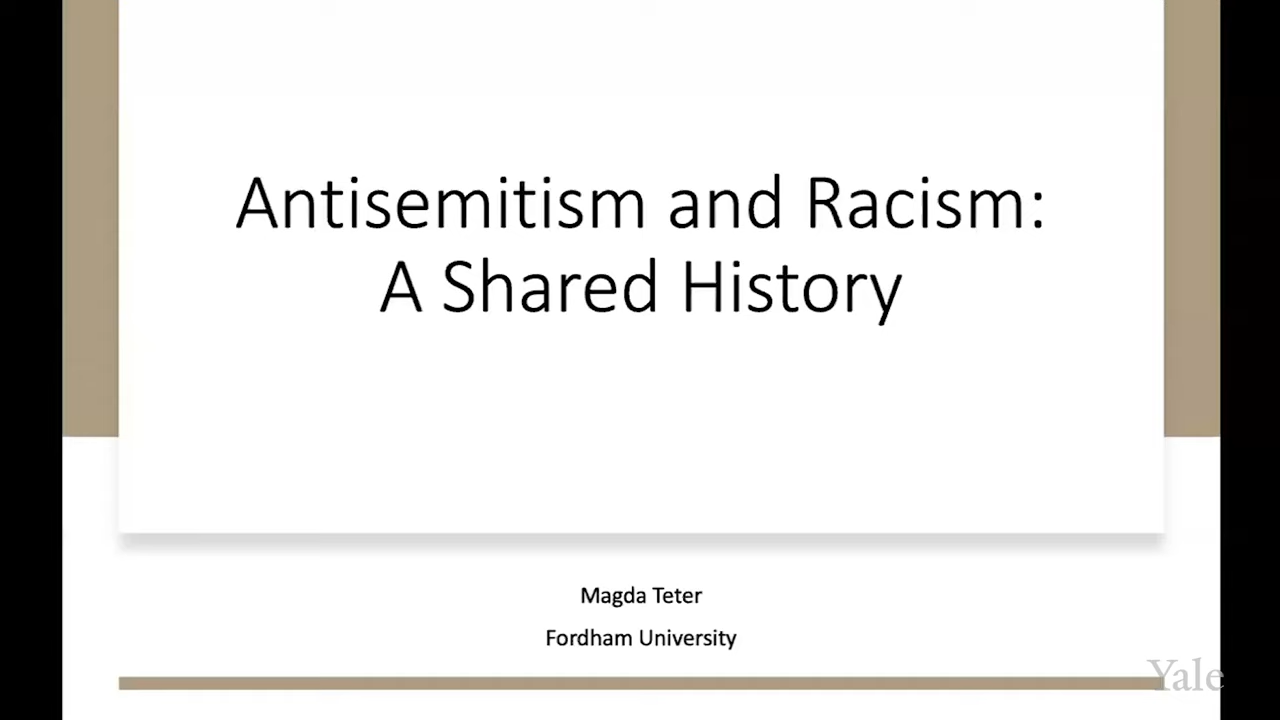 Antisemitism and Racism:
A Shared History
Magda Teter
Fordham University
Yale